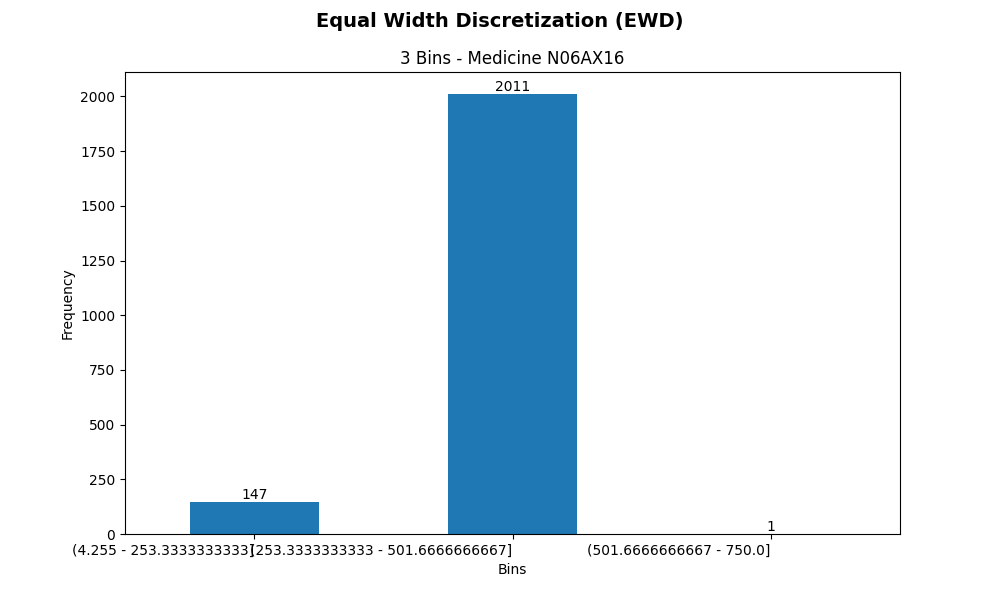 Equal Width Discretization (EWD)
3 Bins - Medicine N06AX16
2011
2000
1750
1500
1250
Frequency
1000
750
500
250
147
1
0
(4.255 - 253.3333333333]
(253.3333333333 - 501.6666666667]
(501.6666666667 - 750.0]
Bins